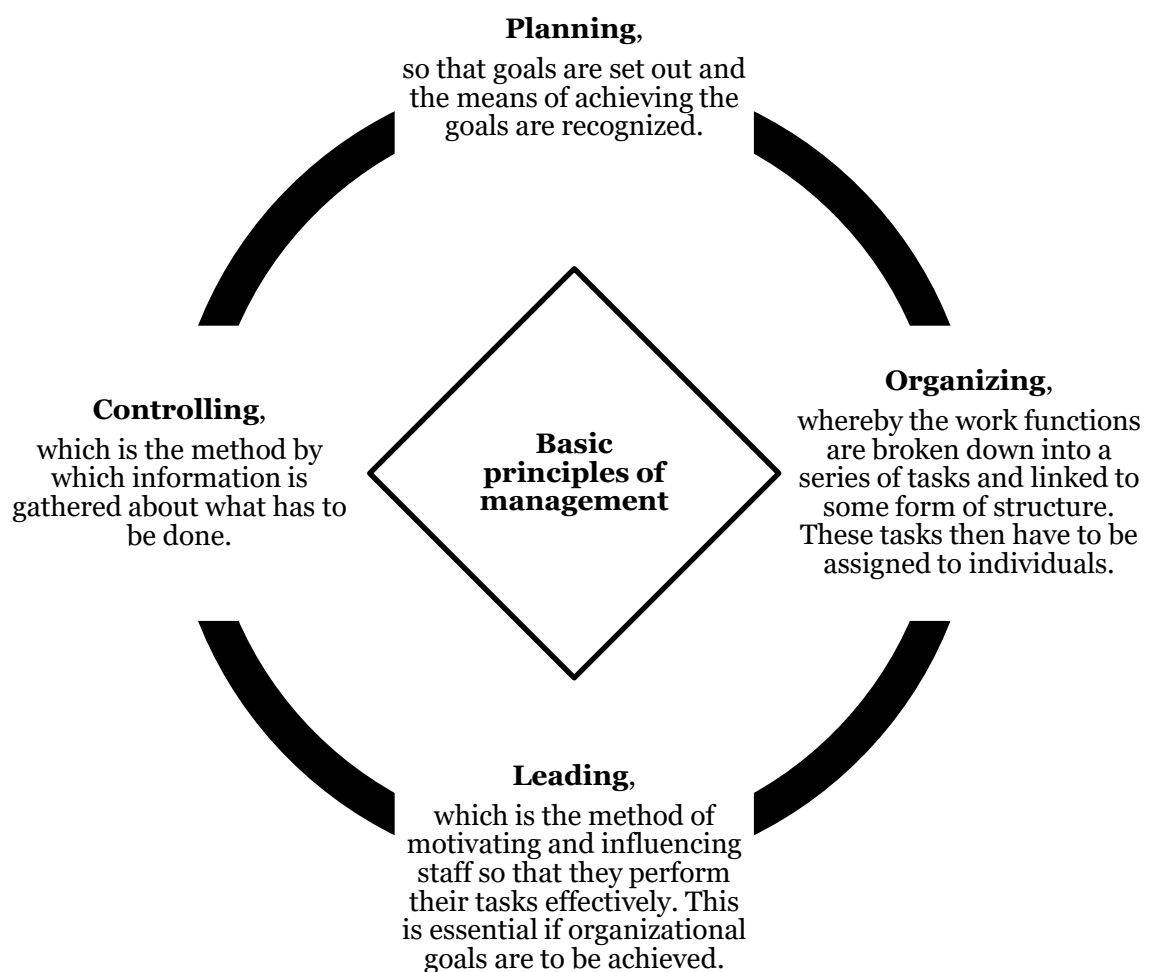 Planning,
so that goals are set out and
the means of achieving the
goals are recognized.
Organizing,
whereby the work functions
are broken down into a
series of tasks and linked to
some form of structure.
These tasks then have to be
assigned to individuals.
Leading,
which is the method of
motivating and influencing
staff so that they perform
their tasks effectively. This
is essential if organizational
goals are to be achieved.
Controlling,
which is the method by
which information is
gathered about what has to
be done.
Basic
principles of
management